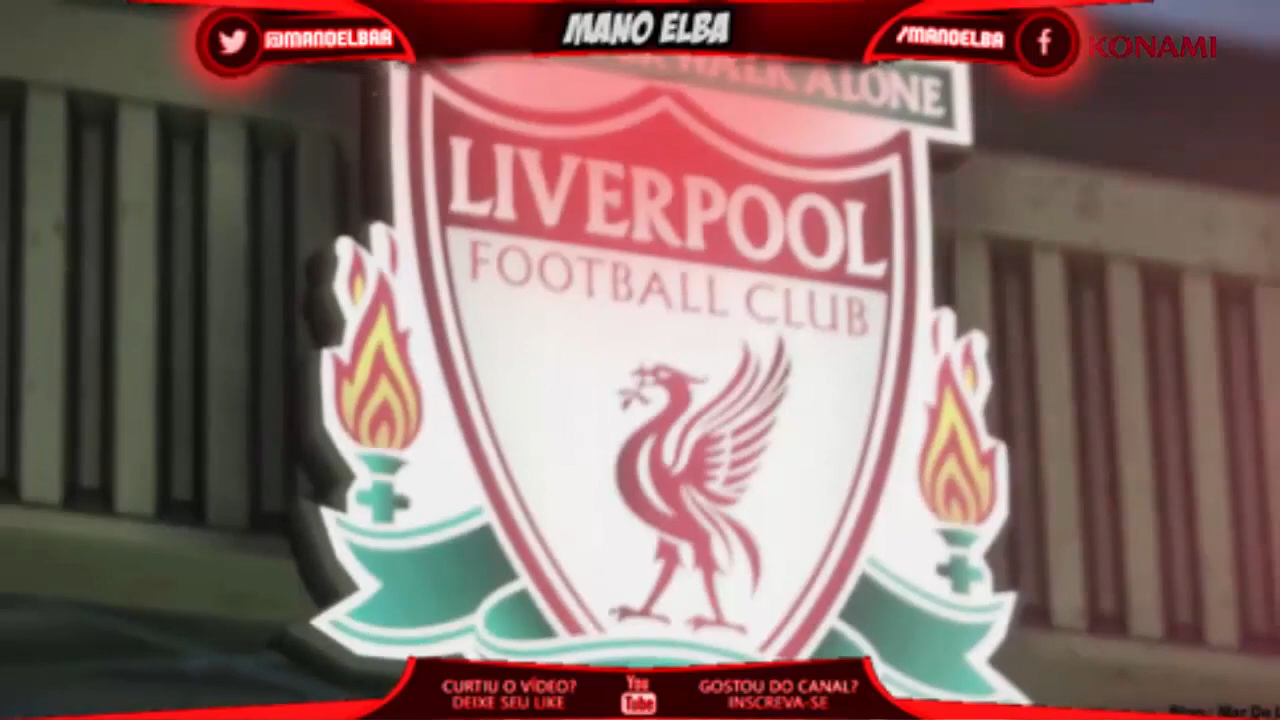 @MANOELBAA
MANO ELBA
/MANOELBA
KONAMI
WALK ALONE
LIVERPOOL
FOOTBALL CLUB
CURTIU O VÍDEO?
DEIXE SEU LIKE
You
Tube
GOSTOU DO CANAL?
INSCREVA-SE